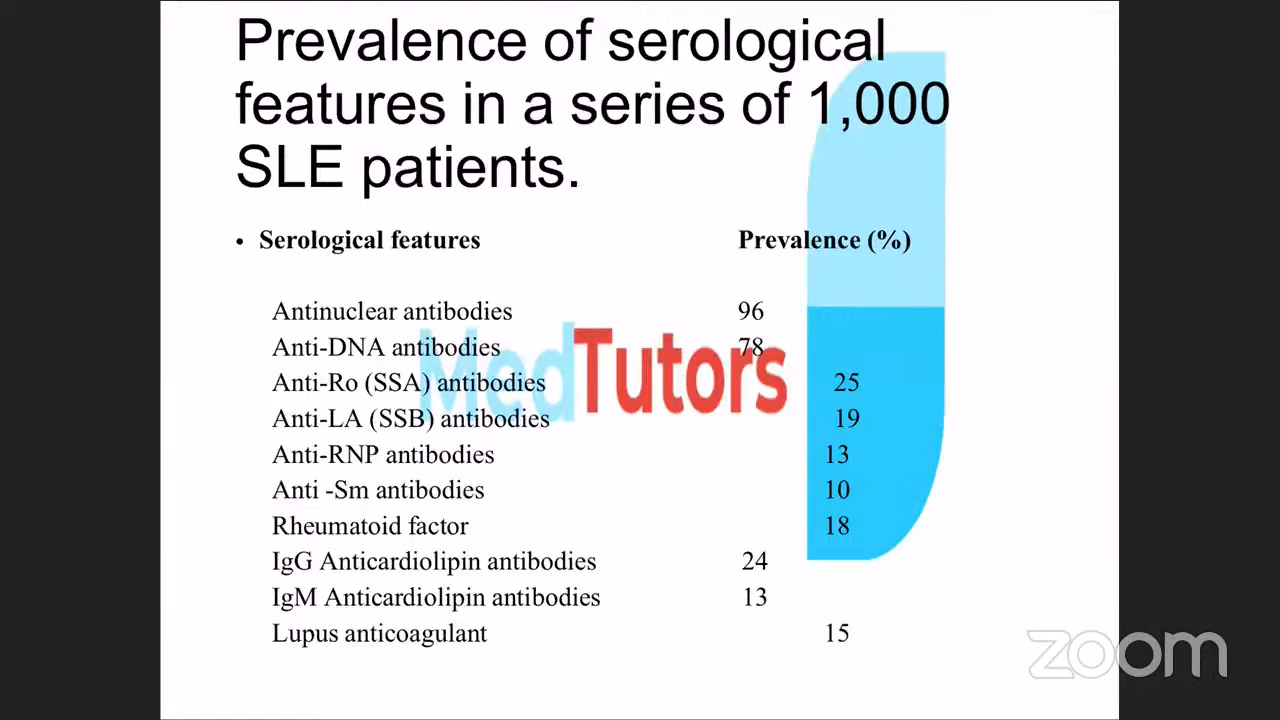 Prevalence of serological
features in a series of 1,000
SLE patients.
• Serological features Prevalence (%)
Antinuclear antibodies 96
Anti-DNA antibodies 78
Anti-Ro (SSA) antibodies 25
Anti-LA (SSB) antibodies 19
Anti-RNP antibodies 13
Anti -Sm antibodies 10
Rheumatoid factor 18
IgG Anticardiolipin antibodies 24
IgM Anticardiolipin antibodies 13
Lupus anticoagulant 15
MedTutors
zoom